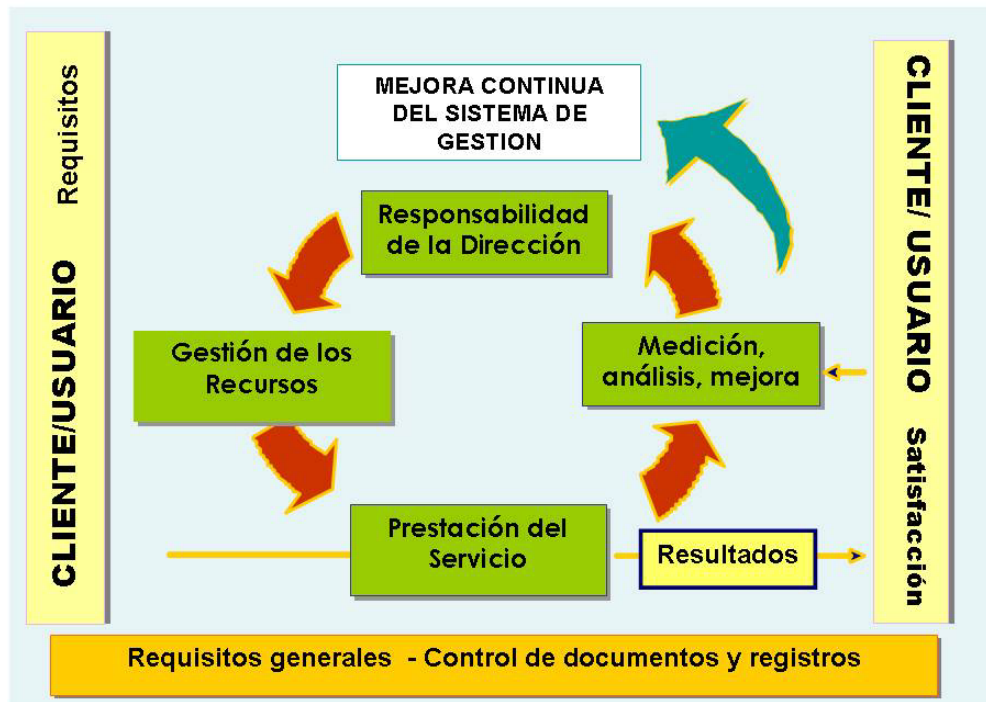 MEJORA CONTINUA
DEL SISTEMA DE
GESTION
CLIENTE/USUARIO Requisitos
Responsabilidad
de la Dirección
Gestión de los
Recursos
Medición,
análisis, mejora
Prestación del
Servicio
Resultados
CLIENTE/ USUARIO Satisfacción
Requisitos generales - Control de documentos y registros